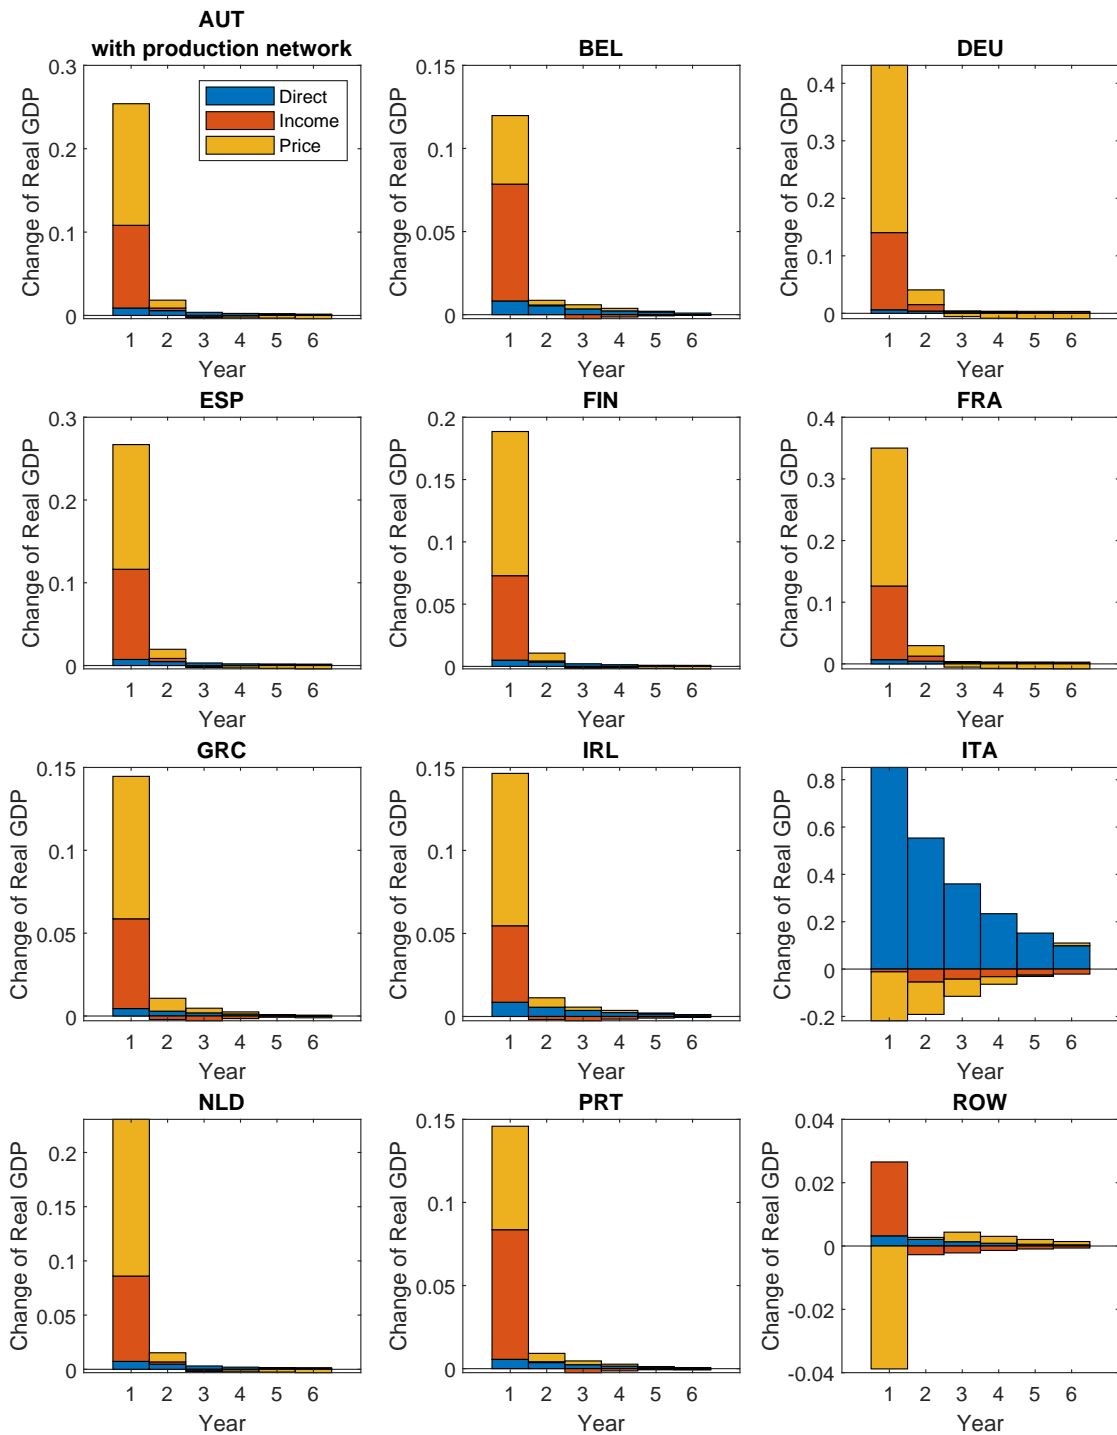 AUT
with production network
0.3
0.2
0.1
0
Change of Real GDP
Direct
Income
Price
1 2 3 4 5 6
Year
BEL
0.15
0.1
0.05
0
Change of Real GDP
1 2 3 4 5 6
Year
DEU
0.4
0.3
0.2
0.1
0
Change of Real GDP
1 2 3 4 5 6
Year
ESP
0.3
0.2
0.1
0
Change of Real GDP
1 2 3 4 5 6
Year
FIN
0.2
0.15
0.1
0.05
0
Change of Real GDP
1 2 3 4 5 6
Year
FRA
0.4
0.3
0.2
0.1
0
Change of Real GDP
1 2 3 4 5 6
Year
GRC
0.15
0.1
0.05
0
Change of Real GDP
1 2 3 4 5 6
Year
IRL
0.15
0.1
0.05
0
Change of Real GDP
1 2 3 4 5 6
Year
ITA
0.8
0.6
0.4
0.2
0
-0.2
Change of Real GDP
1 2 3 4 5 6
Year
NLD
0.2
0.15
0.1
0.05
0
Change of Real GDP
1 2 3 4 5 6
Year
PRT
0.15
0.1
0.05
0
Change of Real GDP
1 2 3 4 5 6
Year
ROW
0.04
0.02
0
-0.02
-0.04
Change of Real GDP
1 2 3 4 5 6
Year